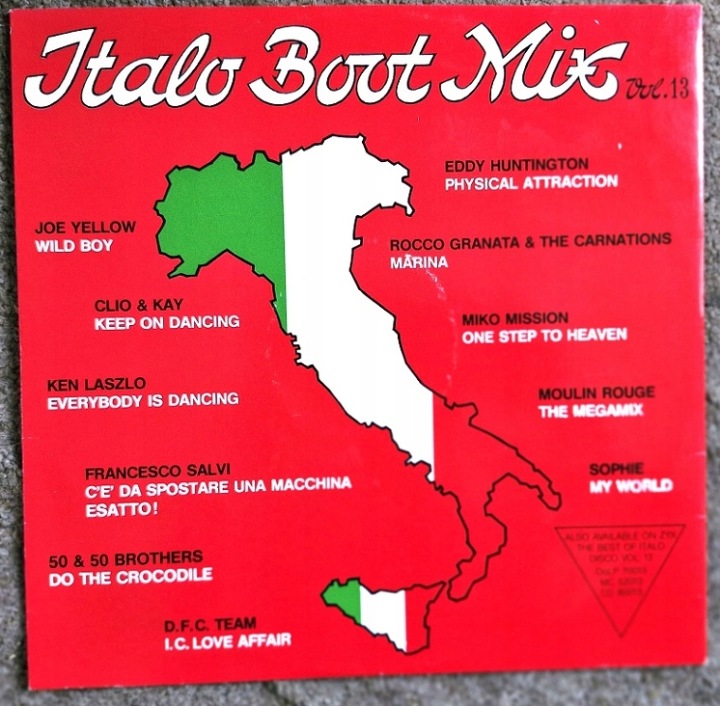 Italo Boot Mix Vol.13
EDDY HUNTINGTON
PHYSICAL ATTRACTION
JOE YELLOW
WILD BOY
ROCCO GRANATA & THE CARNATIONS
MARINA
CLIO & KAY
KEEP ON DANCING
MIKO MISSION
ONE STEP TO HEAVEN
KEN LASZLO
EVERYBODY IS DANCING
MOULIN ROUGE
THE MEGAMIX
FRANCESCO SALVI
C'E' DA SPOSTARE UNA MACCHINA
ESATTO!
SOPHIE
MY WORLD
50 & 50 BROTHERS
DO THE CROCODILE
D.F.C. TEAM
I.C. LOVE AFFAIR
ALSO AVAILABLE ON ZYX
THE BEST OF ITALO
DISCO VOL. 13